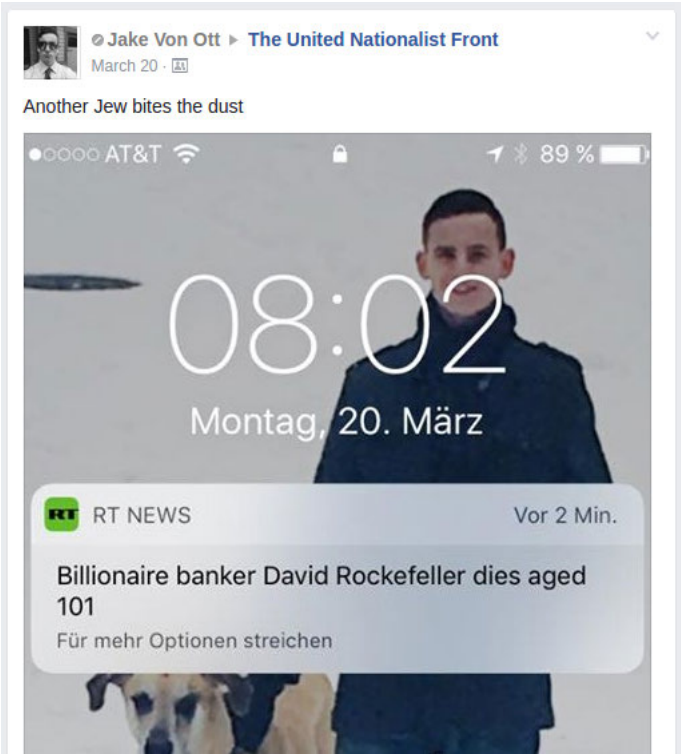 Jake Von Ott ▸ The United Nationalist Front
March 20 ·
Another Jew bites the dust
AT&T 89 %
08:02
Montag, 20. März
RT RT NEWS Vor 2 Min.
Billionaire banker David Rockefeller dies aged
101
Für mehr Optionen streichen